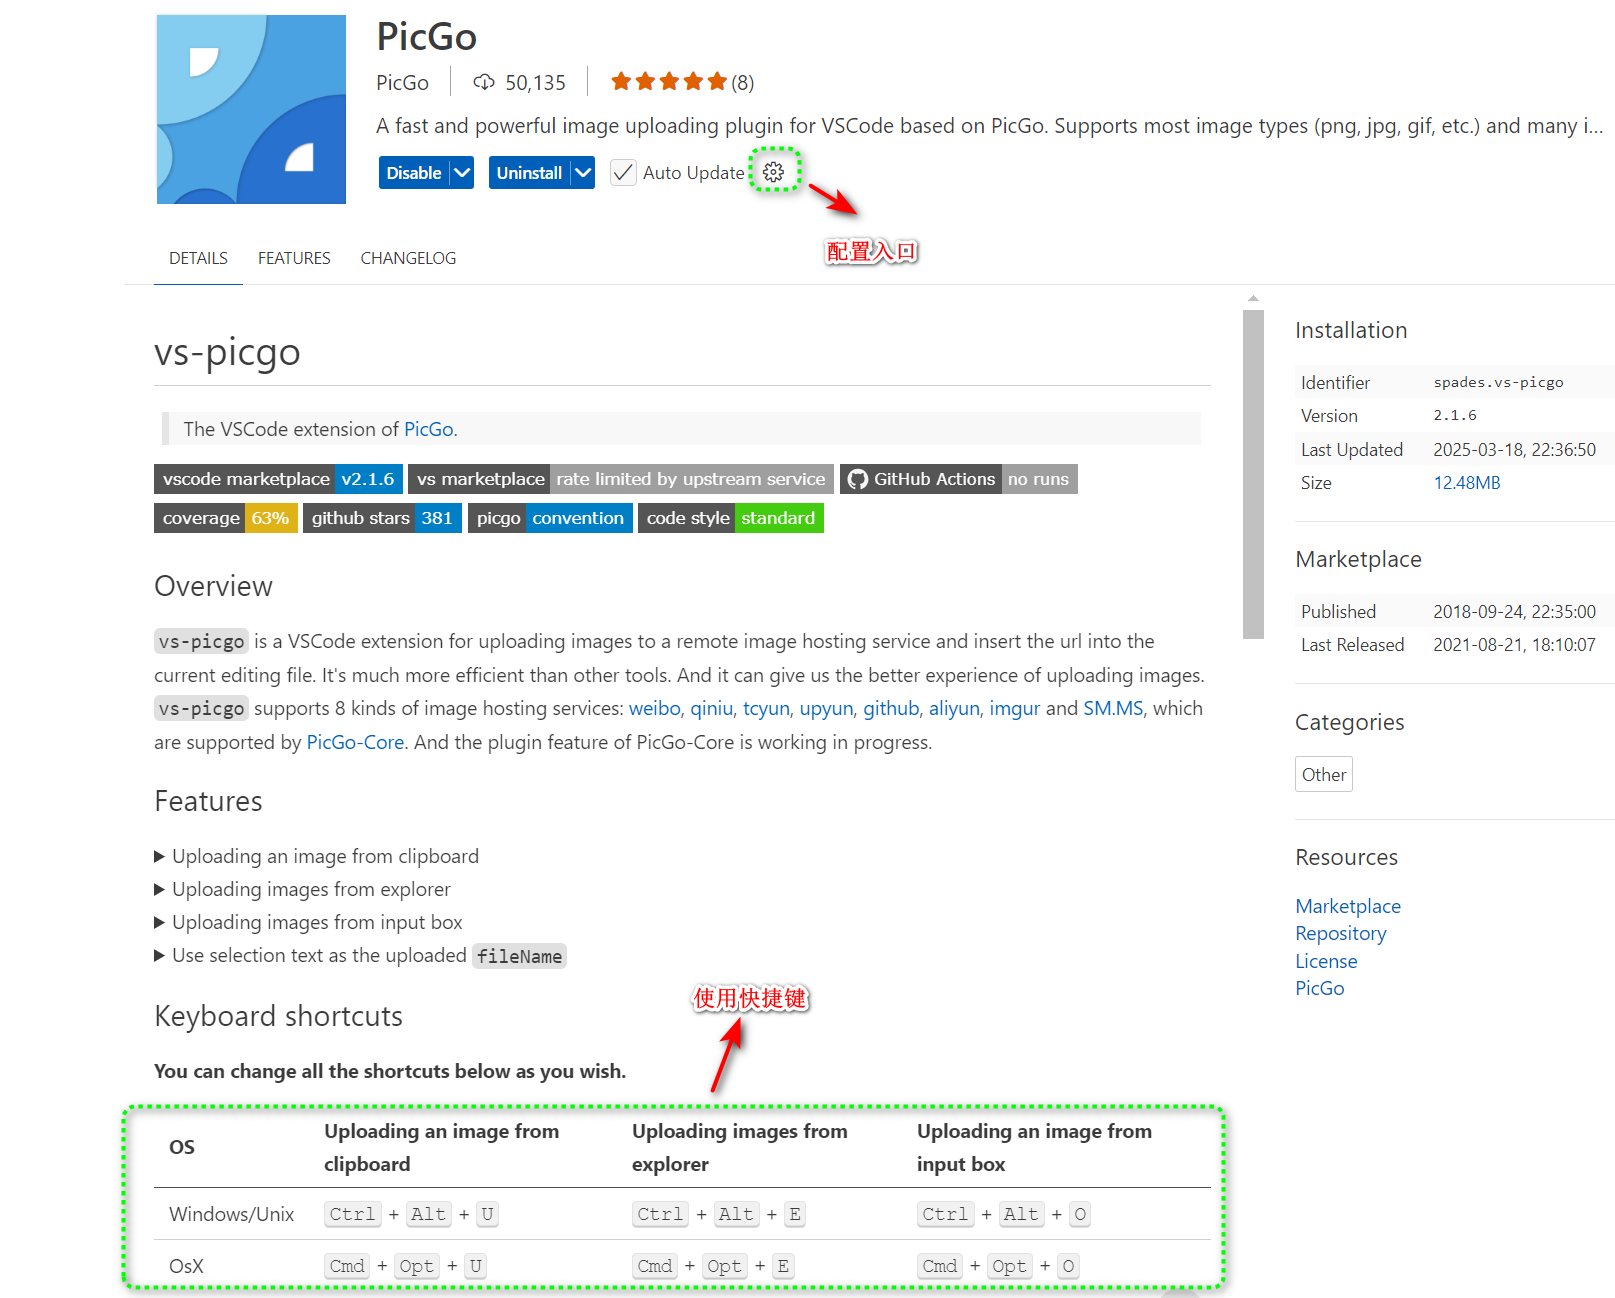 PicGo
PicGo 50,135 (8)
A fast and powerful image uploading plugin for VSCode based on PicGo. Supports most image types (png, jpg, gif, etc.) and many i...
Disable Uninstall Auto Update
配置入口
DETAILS FEATURES CHANGELOG
vs-picgo
The VSCode extension of PicGo.
vscode marketplace v2.1.6 vs marketplace rate limited by upstream service GitHub Actions no runs
coverage 63% github stars 381 picgo convention code style standard
Overview
vs-picgo is a VSCode extension for uploading images to a remote image hosting service and insert the url into the
current editing file. It's much more efficient than other tools. And it can give us the better experience of uploading images.
vs-picgo supports 8 kinds of image hosting services: weibo, qiniu, tcyun, upyun, github, aliyun, imgur and SM.MS, which
are supported by PicGo-Core. And the plugin feature of PicGo-Core is working in progress.
Features
Uploading an image from clipboard
Uploading images from explorer
Uploading images from input box
Use selection text as the uploaded fileName
使用快捷键
Keyboard shortcuts
You can change all the shortcuts below as you wish.
OS
Uploading an image from
clipboard
Uploading images from
explorer
Uploading an image from
input box
Windows/Unix Ctrl + Alt + U Ctrl + Alt + E Ctrl + Alt + O
OsX Cmd + Opt + U Cmd + Opt + E Cmd + Opt + O
Installation
Identifier spades.vs-picgo
Version 2.1.6
Last Updated 2025-03-18, 22:36:50
Size 12.48MB
Marketplace
Published 2018-09-24, 22:35:00
Last Released 2021-08-21, 18:10:07
Categories
Other
Resources
Marketplace
Repository
License
PicGo